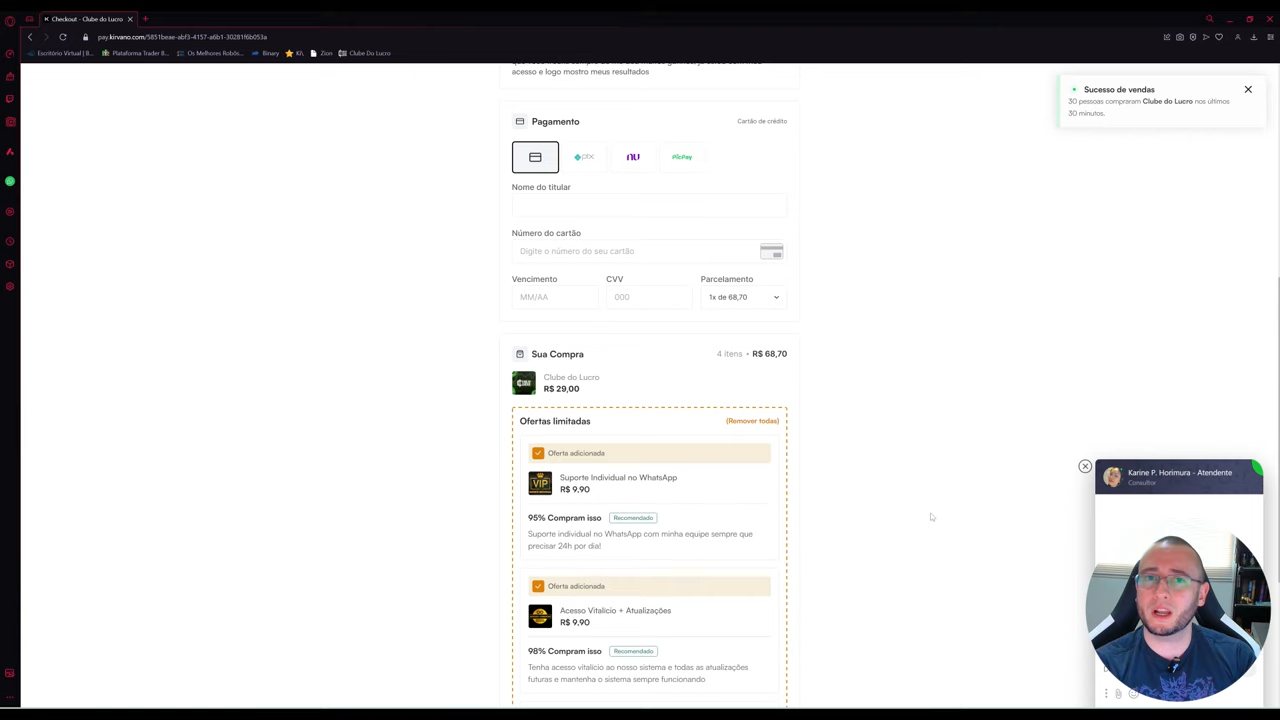 Checkout - Clube do Lucro
pay.kirvano.com/5851beae-abf3-4157-a6b1-30281f6b053a
Escritório Virtual | B...
Plataforma Trader B...
Os Melhores Robôs...
Binary
Zion
Clube Do Lucro
acesso e logo mostro meus resultados
Sucesso de vendas
30 pessoas compraram Clube do Lucro nos últimos
30 minutos.
Pagamento
Cartão de crédito
pix
nu
PicPay
Nome do titular
Número do cartão
Digite o número do seu cartão
Vencimento
CVV
Parcelamento
MM/AA
000
1x de 68,70
Sua Compra
4 itens • R$ 68,70
Clube do Lucro
R$ 29,00
Ofertas limitadas
(Remover todas)
Oferta adicionada
VIP
Suporte Individual no WhatsApp
R$ 9,90
95% Compram isso
Recomendado
Suporte individual no WhatsApp com minha equipe sempre que
precisar 24h por dia!
Oferta adicionada
Acesso Vitalício + Atualizações
R$ 9,90
98% Compram isso
Recomendado
Tenha acesso vitalício ao nosso sistema e todas as atualizações
futuras e mantenha o sistema sempre funcionando
Karine P. Horimura - Atendente
Consultor